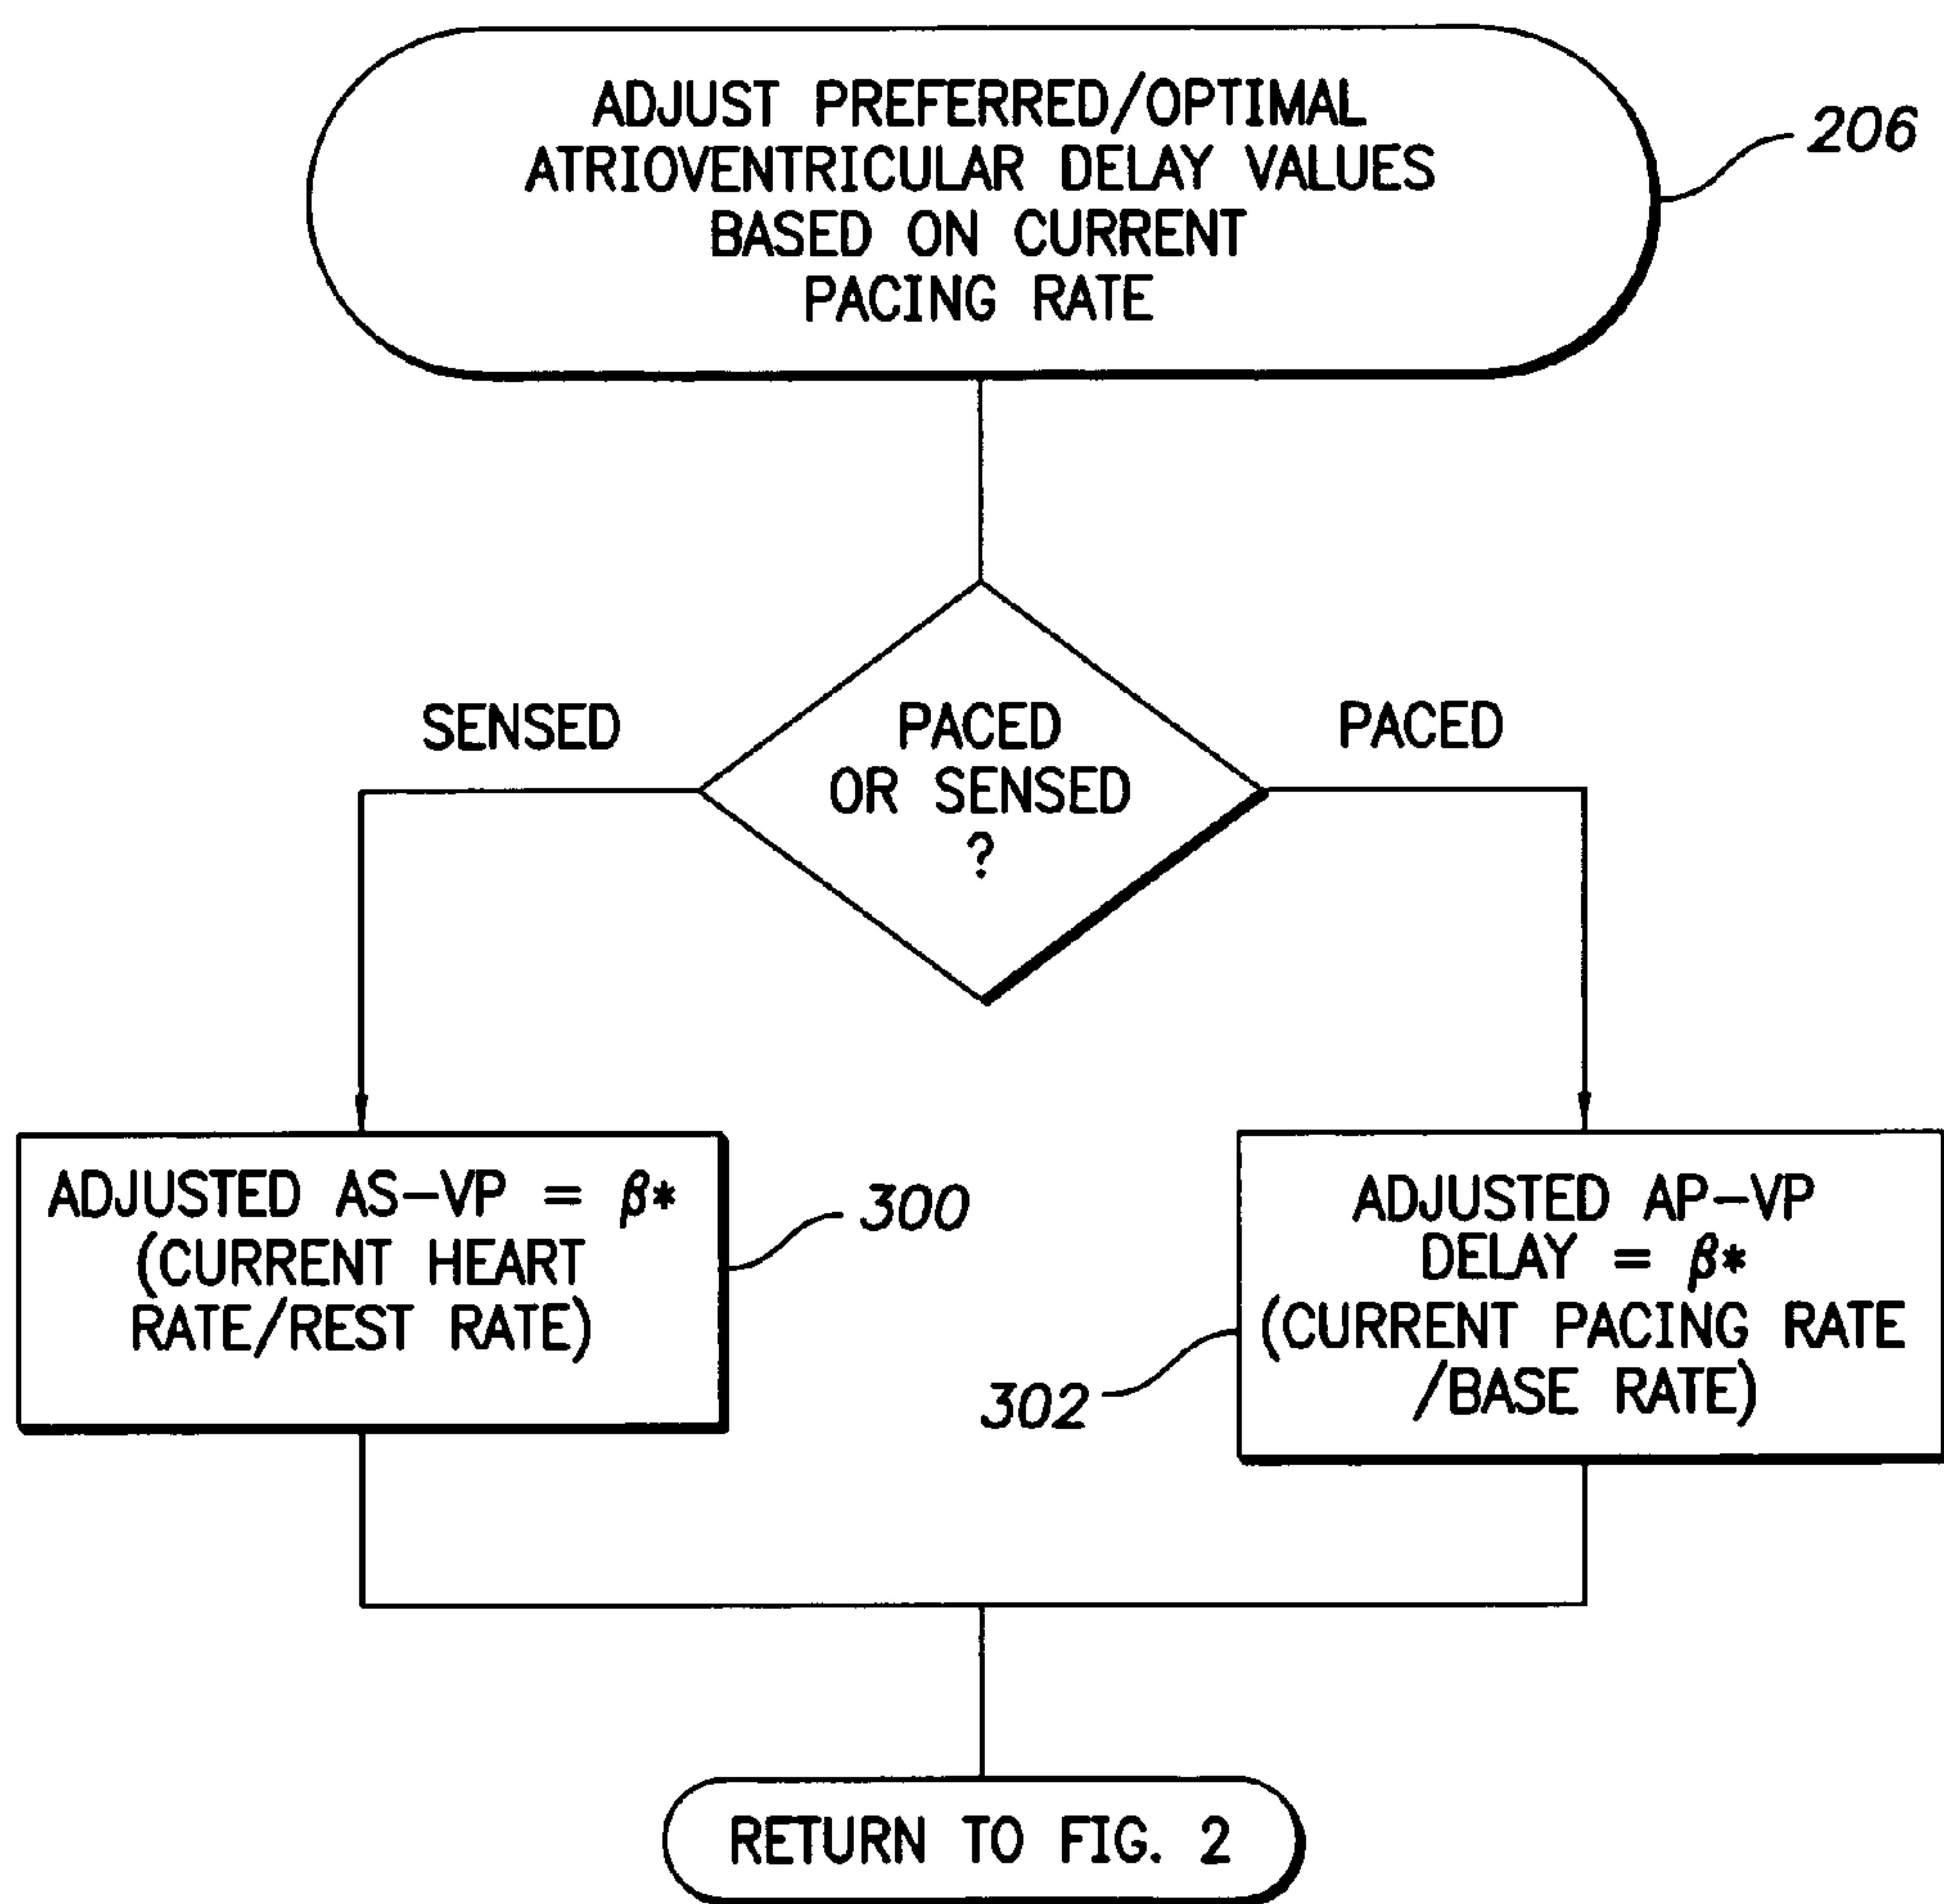 ADJUST PREFERRED/OPTIMAL
ATRIOVENTRICULAR DELAY VALUES
BASED ON CURRENT
PACING RATE
206
SENSED
PACED
OR SENSED
?
PACED
ADJUSTED AS-VP = β*
(CURRENT HEART
RATE/REST RATE)
300
ADJUSTED AP-VP
DELAY = β*
(CURRENT PACING RATE
/BASE RATE)
302
RETURN TO FIG. 2